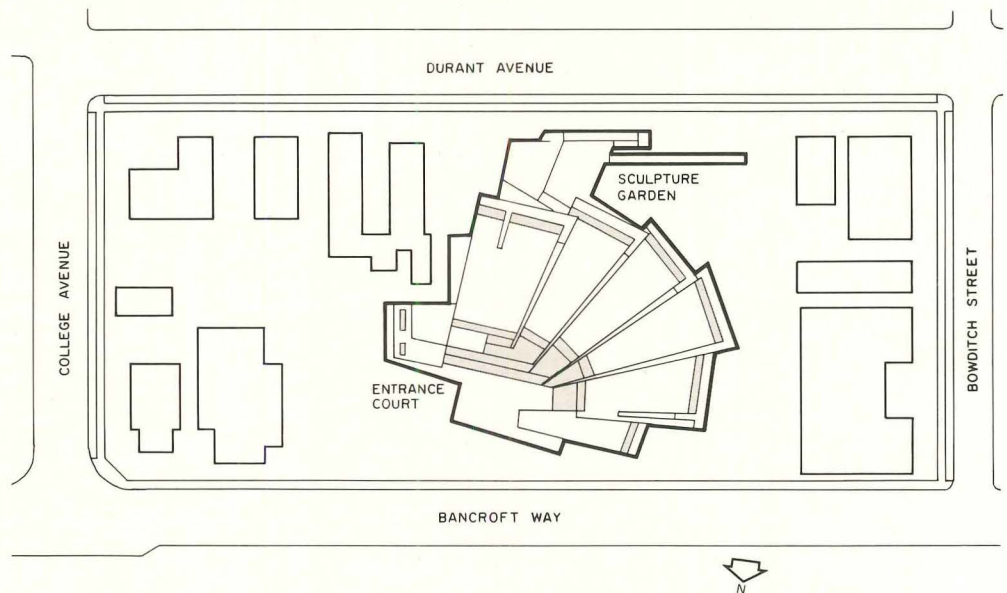 DURANT AVENUE
SCULPTURE
GARDEN
COLLEGE AVENUE
BOWDITCH STREET
ENTRANCE
COURT
BANCROFT WAY
N